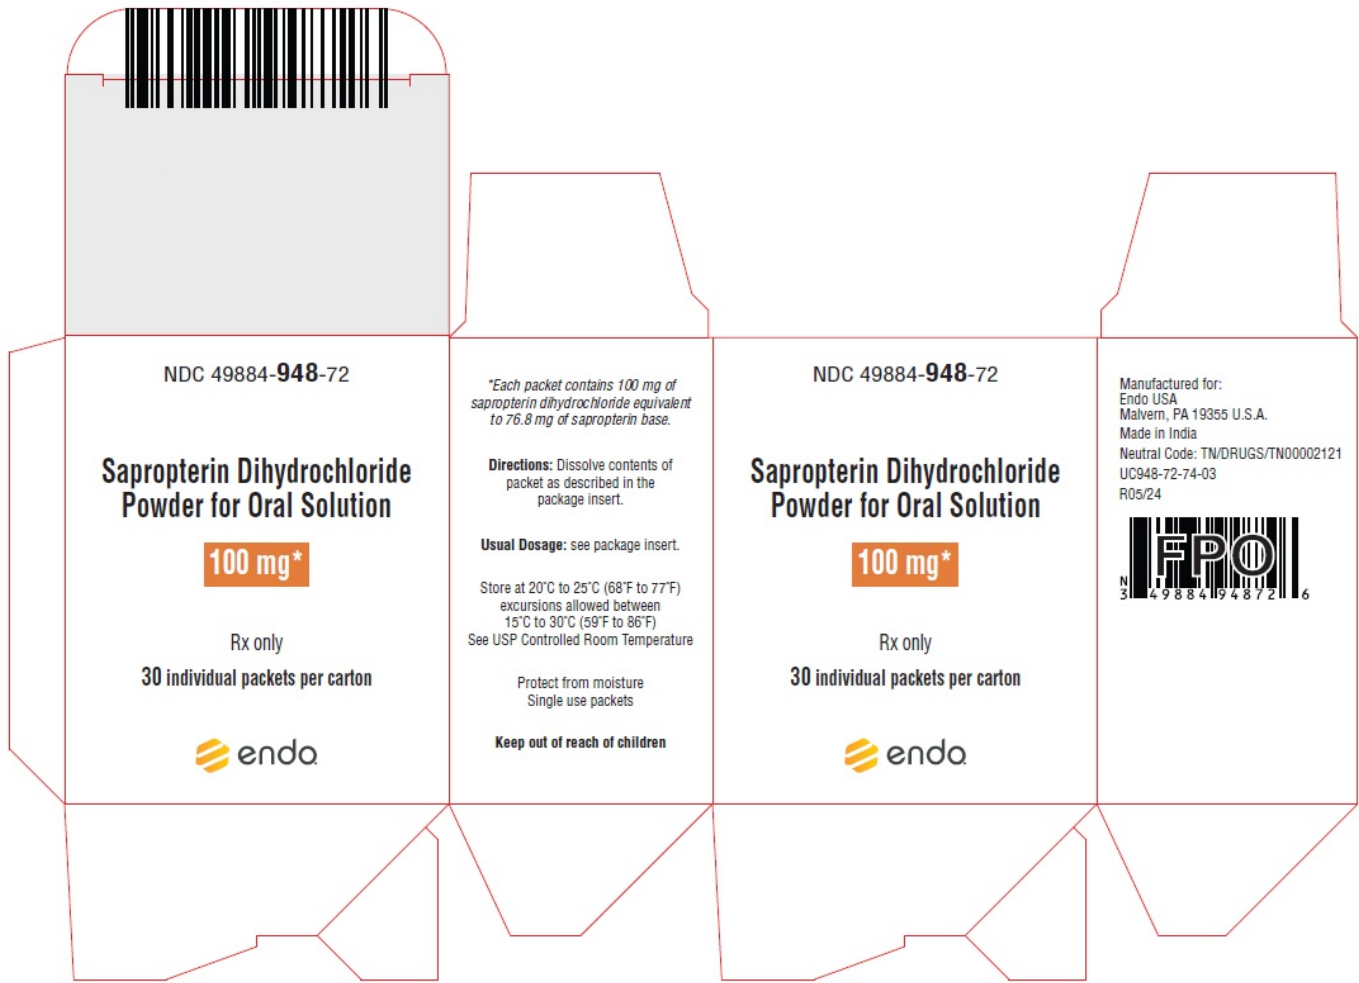 NDC 49884-948-72
Sapropterin Dihydrochloride
Powder for Oral Solution
100 mg*
Rx only
30 individual packets per carton
endo
*Each packet contains 100 mg of
sapropterin dihydrochloride equivalent
to 76.8 mg of sapropterin base.
Directions: Dissolve contents of
packet as described in the
package insert.
Usual Dosage: see package insert.
Store at 20˚C to 25˚C (68˚F to 77˚F)
excursions allowed between
15˚C to 30˚C (59˚F to 86˚F)
See USP Controlled Room Temperature
Protect from moisture
Single use packets
Keep out of reach of children
NDC 49884-948-72
Sapropterin Dihydrochloride
Powder for Oral Solution
100 mg*
Rx only
30 individual packets per carton
endo
Manufactured for:
Endo USA
Malvern, PA 19355 U.S.A.
Made in India
Neutral Code: TN/DRUGS/TN00002121
UC948-72-74-03
R05/24
FPO
N
3 49884 94872 6